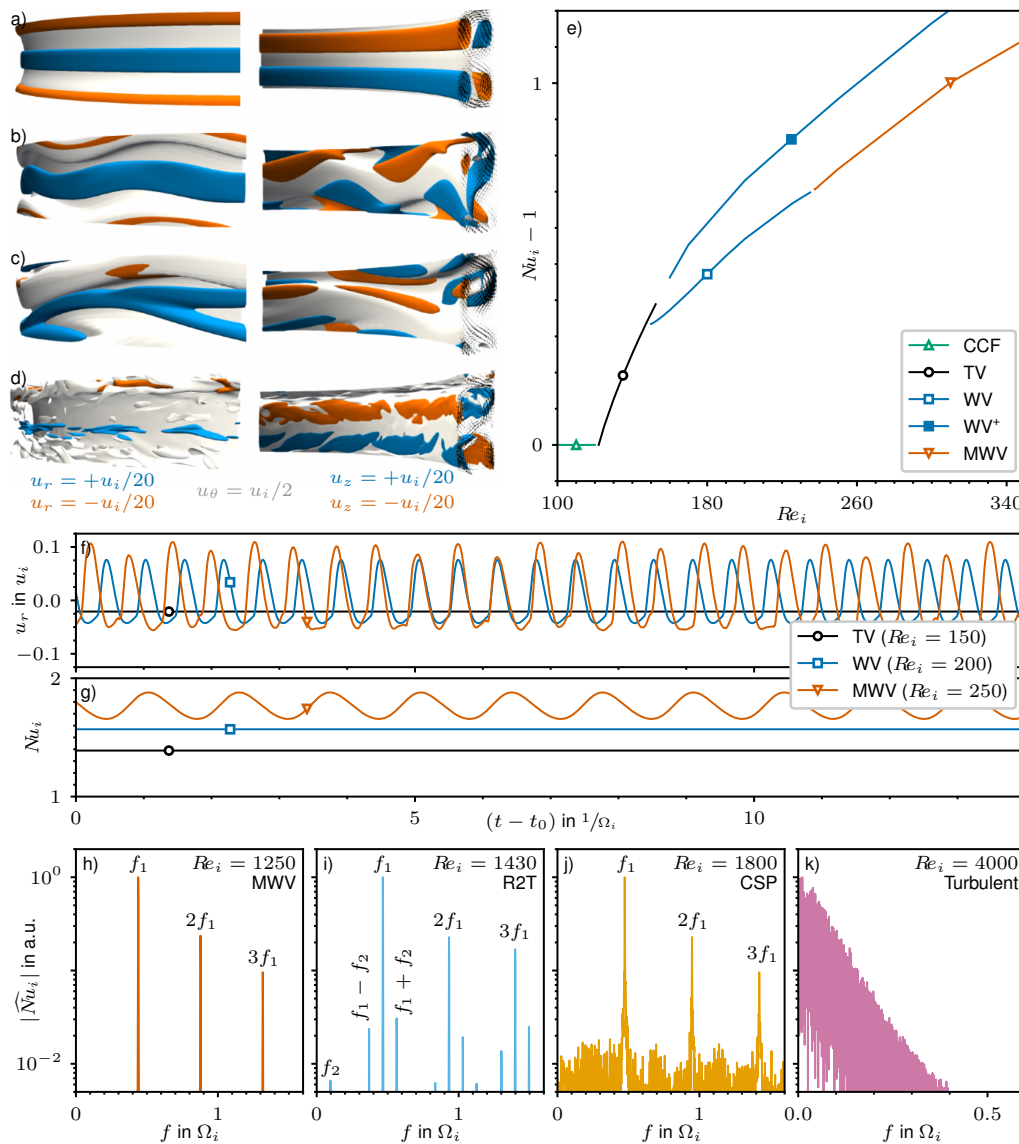 a)
b)
c)
d)
u_r = +u_i/20
u_r = −u_i/20
u_θ = u_i/2
u_z = +u_i/20
u_z = −u_i/20
e)
Nu_i − 1
1
0
100
180
260
340
Re_i
CCF
TV
WV
WV⁺
MWV
f)
u_r in u_i
0.1
0.0
−0.1
TV (Re_i = 150)
WV (Re_i = 200)
MWV (Re_i = 250)
g)
Nu_i
2
1
0
5
10
(t − t_0) in 1/Ω_i
h)
f_1
Re_i = 1250
MWV
2f_1
3f_1
|N̂u_i| in a.u.
10⁰
10⁻²
0
1
f in Ω_i
i)
f_1
Re_i = 1430
R2T
2f_1
3f_1
f_1 − f_2
f_1 + f_2
f_2
0
1
f in Ω_i
j)
f_1
Re_i = 1800
CSP
2f_1
3f_1
0
1
f in Ω_i
k)
Re_i = 4000
Turbulent
0.0
0.5
f in Ω_i